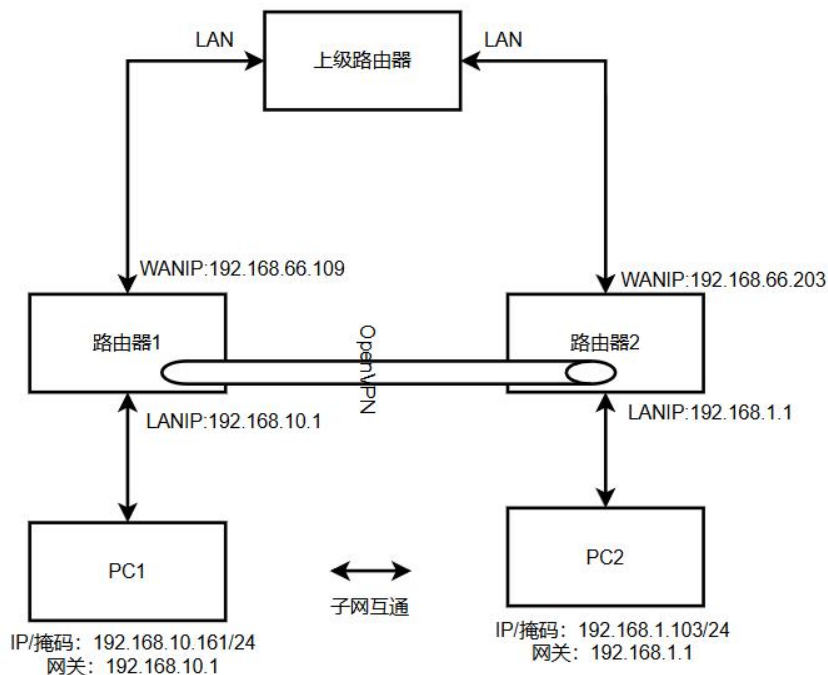 LAN
上级路由器
LAN
WANIP:192.168.66.109
WANIP:192.168.66.203
路由器1
OpenVPN
路由器2
LANIP:192.168.10.1
LANIP:192.168.1.1
PC1
PC2
子网互通
IP/掩码：192.168.10.161/24
网关：192.168.10.1
IP/掩码：192.168.1.103/24
网关：192.168.1.1